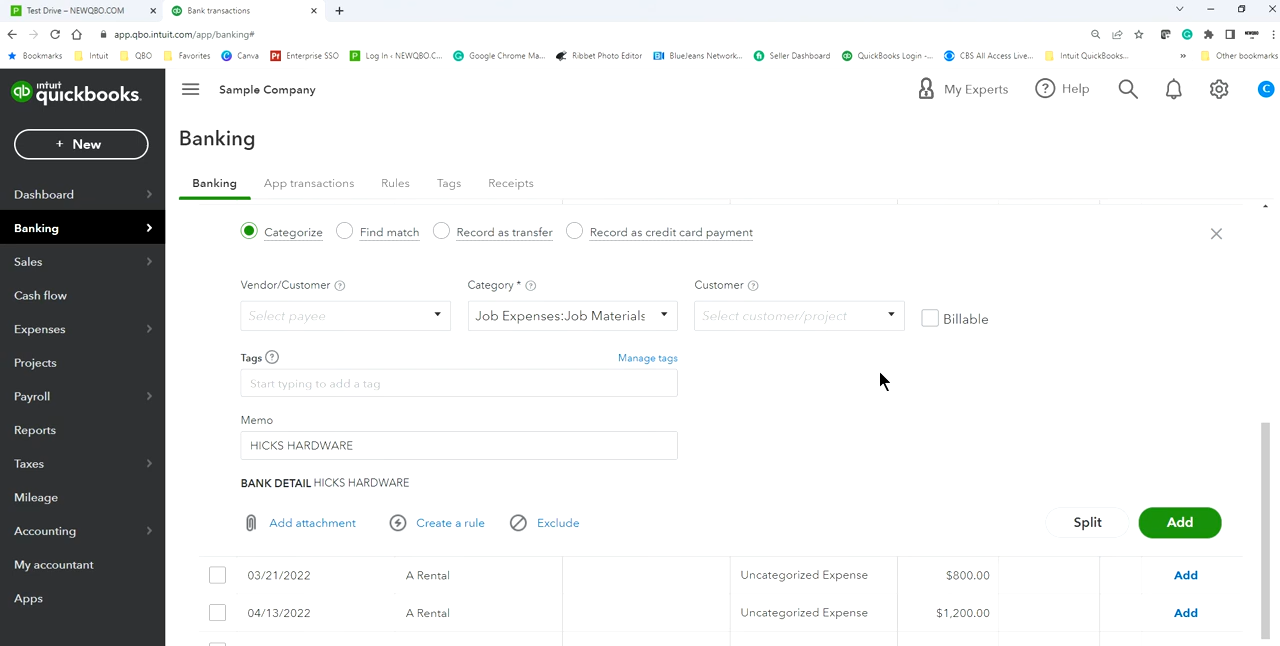 Test Drive – NEWQBO.COM
Bank transactions
app.qbo.intuit.com/app/banking#
Bookmarks Intuit QBO Favorites Canva Enterprise SSO Log In ‹ NEWQBO.C... Google Chrome Ma... Ribbet Photo Editor BlueJeans Network... Seller Dashboard QuickBooks Login -... CBS All Access Live... Intuit QuickBooks... » Other bookmarks
intuit quickbooks.
Sample Company
My Experts
Help
C
+ New
Banking
Banking App transactions Rules Tags Receipts
Dashboard
Banking
Sales
Cash flow
Expenses
Projects
Payroll
Reports
Taxes
Mileage
Accounting
My accountant
Apps
Categorize Find match Record as transfer Record as credit card payment
Vendor/Customer ? Category * ? Customer ?
Select payee Job Expenses:Job Materials Select customer/project Billable
Tags ? Manage tags
Start typing to add a tag
Memo
HICKS HARDWARE
BANK DETAIL HICKS HARDWARE
Add attachment Create a rule Exclude Split Add
03/21/2022 A Rental Uncategorized Expense $800.00 Add
04/13/2022 A Rental Uncategorized Expense $1,200.00 Add